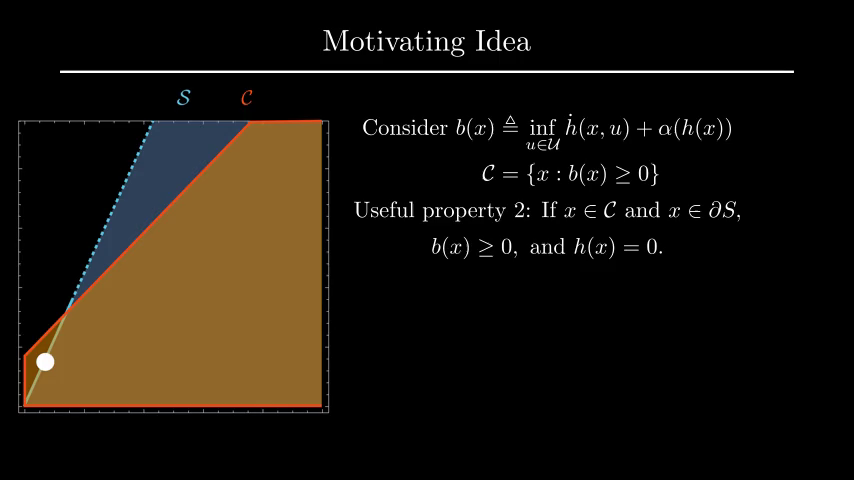 Motivating Idea
𝒮 𝒞
Consider b(x) ≜ inf_{u∈𝒰} ḣ(x, u) + α(h(x))
𝒞 = {x : b(x) ≥ 0}
Useful property 2: If x ∈ 𝒞 and x ∈ ∂S,
b(x) ≥ 0, and h(x) = 0.